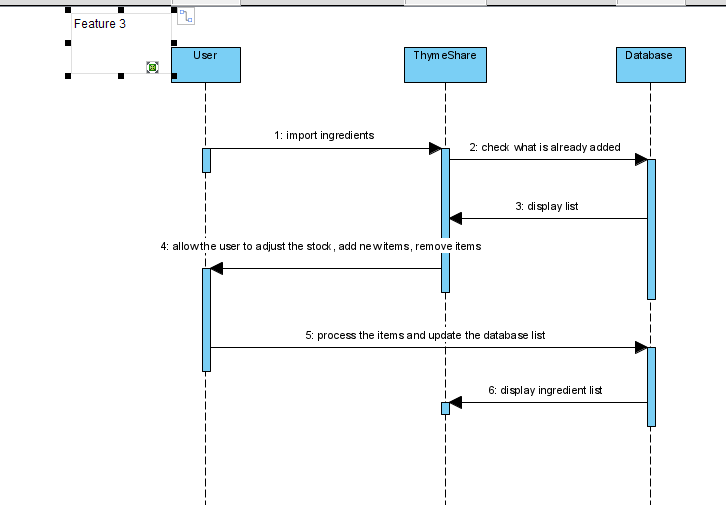 Feature 3
User
ThymeShare
Database
1: import ingredients
2: check what is already added
3: display list
4: allow the user to adjust the stock, add new items, remove items
5: process the items and update the database list
6: display ingredient list